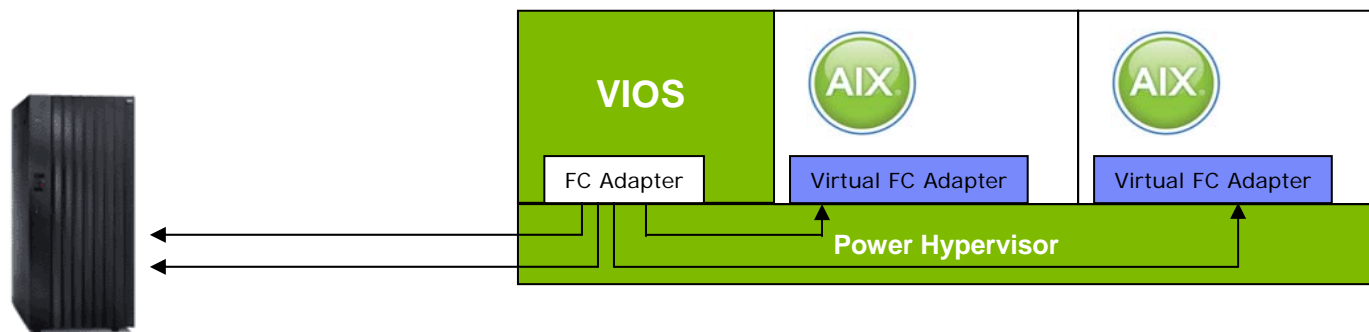 VIOS
AIX
AIX
FC Adapter
Virtual FC Adapter
Virtual FC Adapter
Power Hypervisor